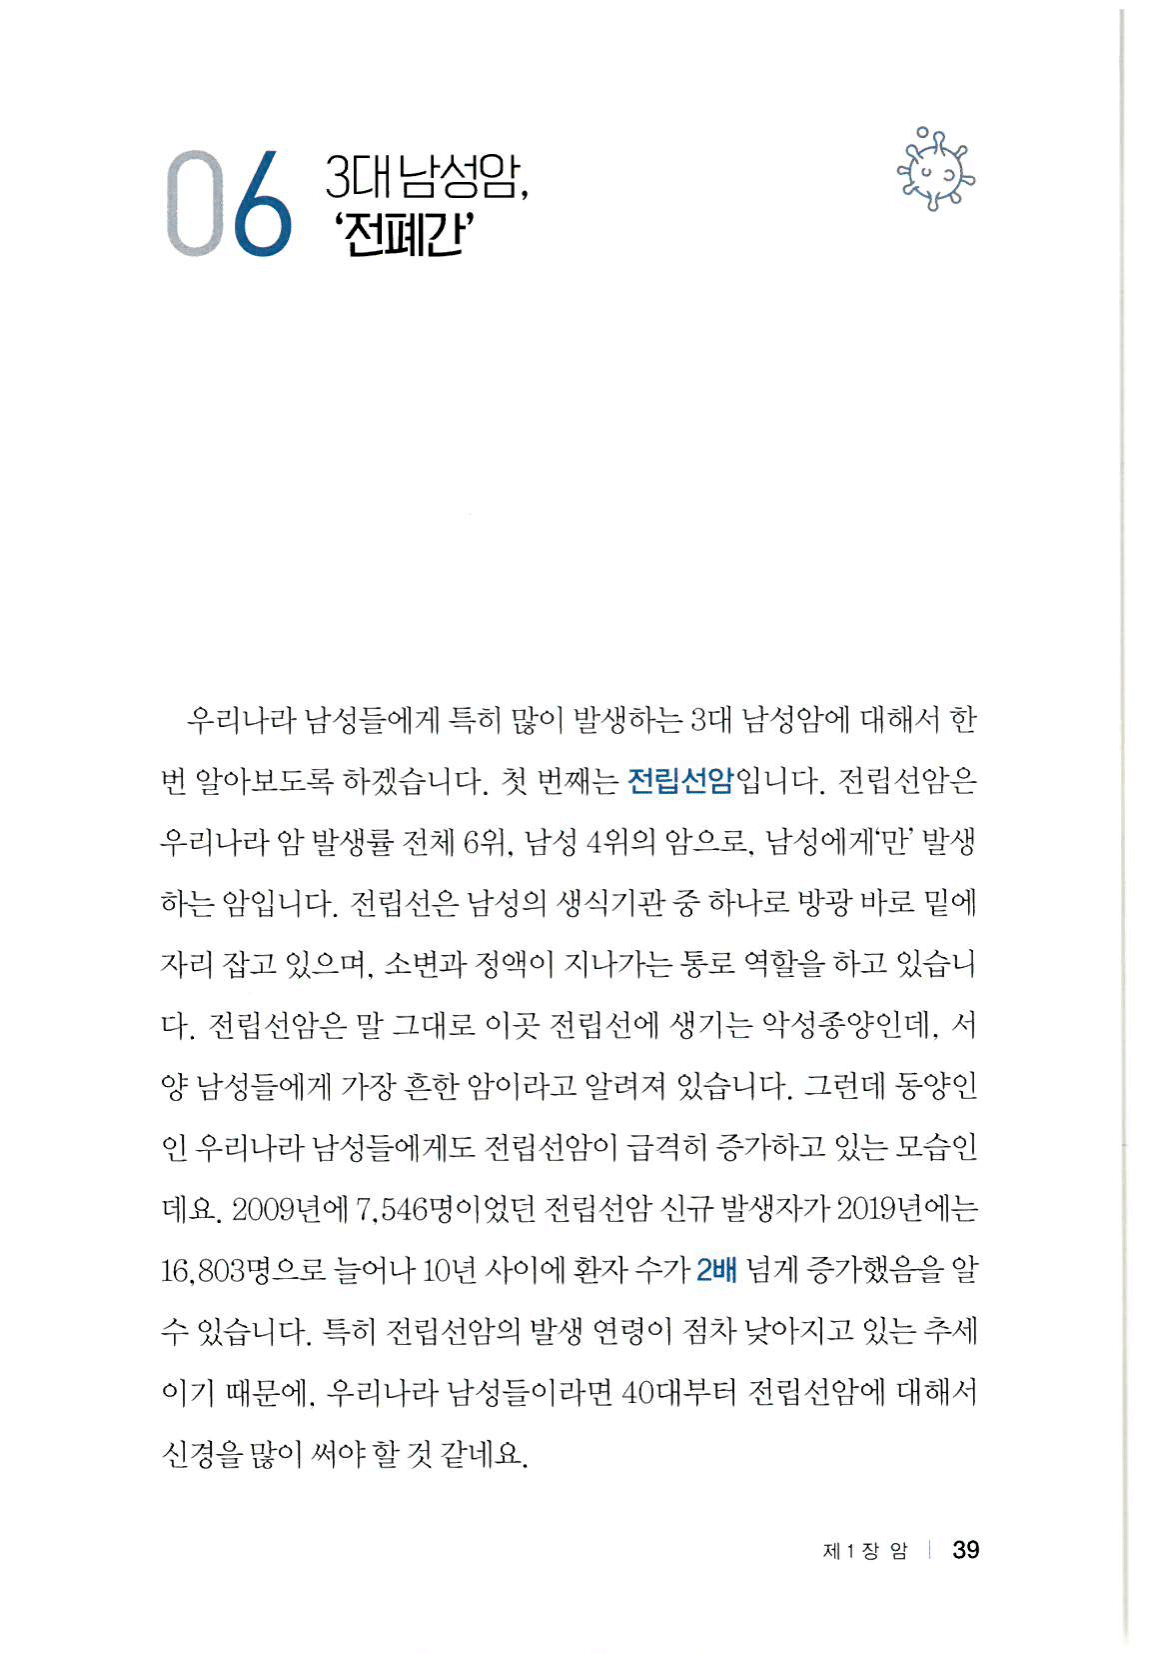 06
3대 남성암,
‘전폐간’
우리나라 남성들에게 특히 많이 발생하는 3대 남성암에 대해서 한
번 알아보도록 하겠습니다. 첫 번째는 전립선암입니다. 전립선암은
우리나라 암 발생률 전체 6위, 남성 4위의 암으로, 남성에게‘만’ 발생
하는 암입니다. 전립선은 남성의 생식기관 중 하나로 방광 바로 밑에
자리 잡고 있으며, 소변과 정액이 지나가는 통로 역할을 하고 있습니
다. 전립선암은 말 그대로 이곳 전립선에 생기는 악성종양인데, 서
양 남성들에게 가장 흔한 암이라고 알려져 있습니다. 그런데 동양인
인 우리나라 남성들에게도 전립선암이 급격히 증가하고 있는 모습인
데요. 2009년에 7,546명이었던 전립선암 신규 발생자가 2019년에는
16,803명으로 늘어나 10년 사이에 환자 수가 2배 넘게 증가했음을 알
수 있습니다. 특히 전립선암의 발생 연령이 점차 낮아지고 있는 추세
이기 때문에, 우리나라 남성들이라면 40대부터 전립선암에 대해서
신경을 많이 써야 할 것 같네요.
제1장 암 | 39